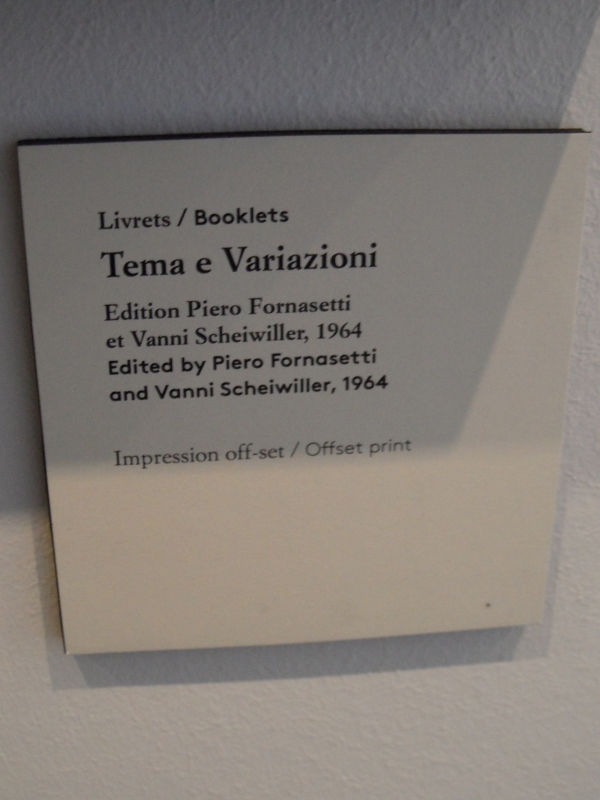 Livrets / Booklets
Tema e Variazioni
Edition Piero Fornasetti
et Vanni Scheiwiller, 1964
Edited by Piero Fornasetti
and Vanni Scheiwiller, 1964
Impression off-set / Offset print